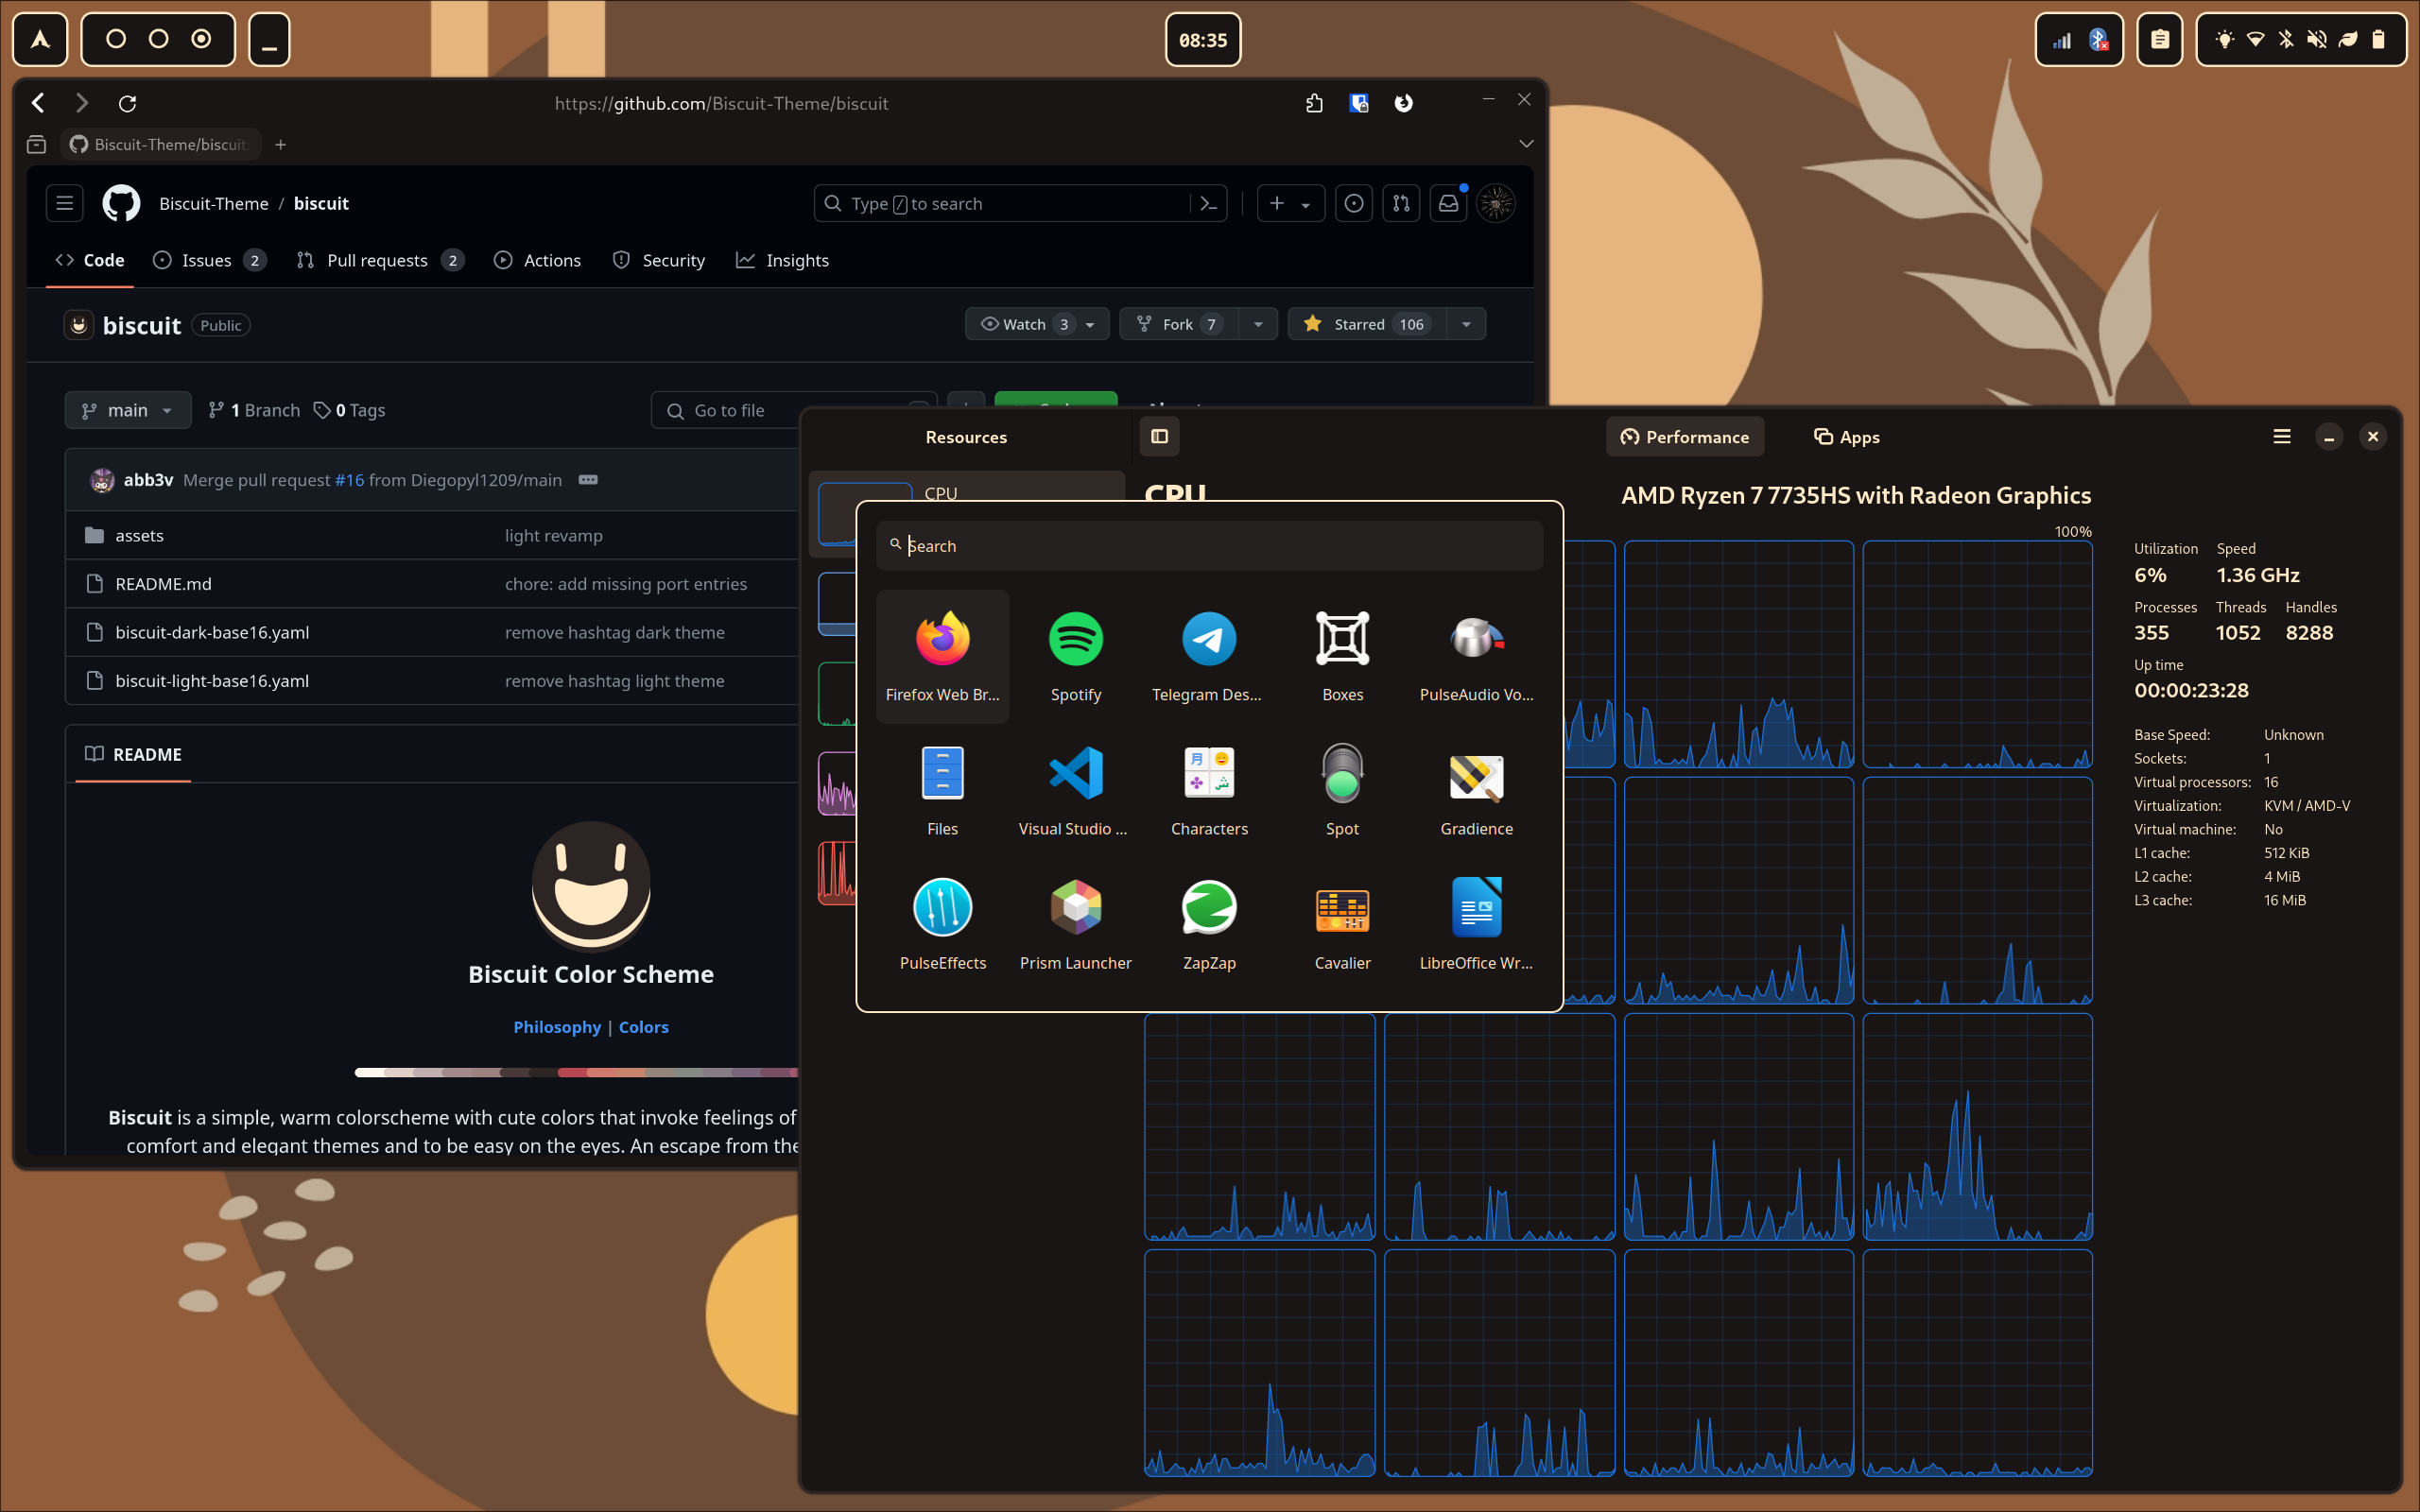 08:35
https://github.com/Biscuit-Theme/biscuit
Biscuit-Theme/biscuit
Biscuit-Theme / biscuit
Type / to search
Code
Issues 2
Pull requests 2
Actions
Security
Insights
biscuit Public
Watch 3
Fork 7
Starred 106
main
1 Branch
0 Tags
Go to file
abb3v Merge pull request #16 from Diegopyl1209/main
assets light revamp
README.md chore: add missing port entries
biscuit-dark-base16.yaml remove hashtag dark theme
biscuit-light-base16.yaml remove hashtag light theme
README
Biscuit Color Scheme
Philosophy | Colors
Biscuit is a simple, warm colorscheme with cute colors that invoke feelings of
comfort and elegant themes and to be easy on the eyes. An escape from the
Resources
Performance
Apps
CPU
CPU
AMD Ryzen 7 7735HS with Radeon Graphics
100%
Search
Firefox Web Br...
Spotify
Telegram Des...
Boxes
PulseAudio Vo...
Files
Visual Studio ...
Characters
Spot
Gradience
PulseEffects
Prism Launcher
ZapZap
Cavalier
LibreOffice Wr...
Utilization Speed
6% 1.36 GHz
Processes Threads Handles
355 1052 8288
Up time
00:00:23:28
Base Speed: Unknown
Sockets: 1
Virtual processors: 16
Virtualization: KVM / AMD-V
Virtual machine: No
L1 cache: 512 KiB
L2 cache: 4 MiB
L3 cache: 16 MiB